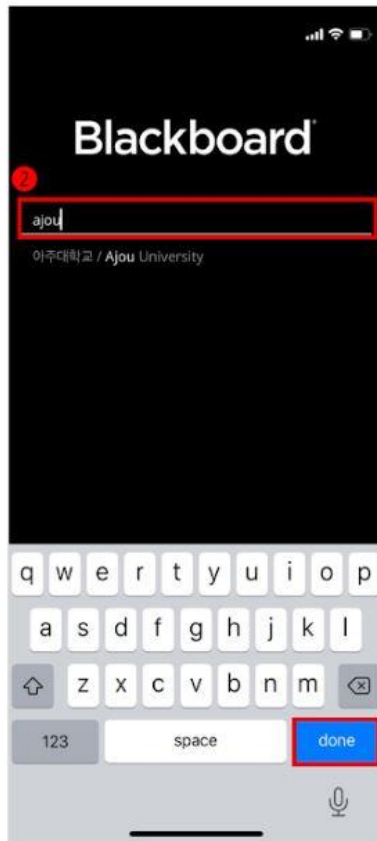 Blackboard
2
ajou
아주대학교 / Ajou University
q w e r t y u i o p
a s d f g h j k l
z x c v b n m
123 space done